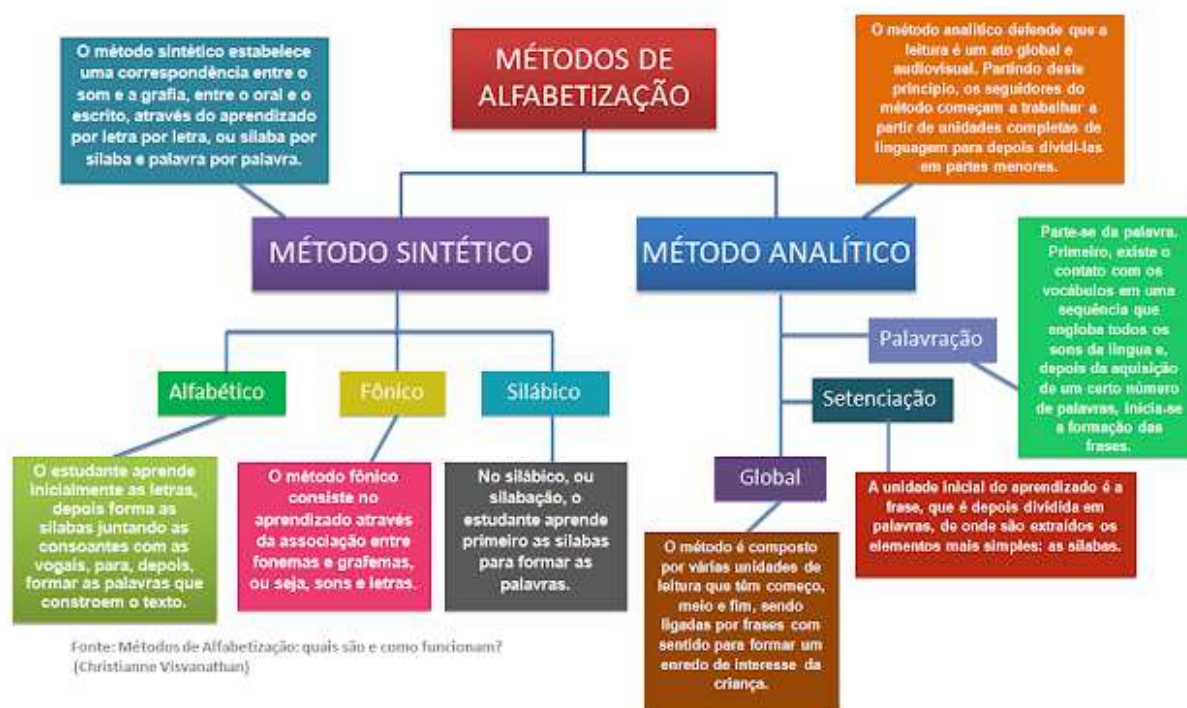 MÉTODOS DE
ALFABETIZAÇÃO
O método sintético estabelece
uma correspondência entre o
som e a grafia, entre o oral e o
escrito, através do aprendizado
por letra por letra, ou sílaba por
sílaba e palavra por palavra.
O método analítico defende que a
leitura é um ato global e
audiovisual. Partindo deste
princípio, os seguidores do
método começam a trabalhar a
partir de unidades completas de
linguagem para depois dividi-las
em partes menores.
MÉTODO SINTÉTICO
MÉTODO ANALÍTICO
Alfabético
Fônico
Silábico
O estudante aprende
inicialmente as letras,
depois forma as
sílabas juntando as
consoantes com as
vogais, para, depois,
formar as palavras que
constroem o texto.
O método fônico
consiste no
aprendizado através
da associação entre
fonemas e grafemas,
ou seja, sons e letras.
No silábico, ou
silabação, o
estudante aprende
primeiro as sílabas
para formar as
palavras.
Palavração
Parte-se da palavra.
Primeiro, existe o
contato com os
vocábulos em uma
sequência que
engloba todos os
sons da língua e,
depois da aquisição
de um certo número
de palavras, inicia-se
a formação das
frases.
Setenciação
A unidade inicial do aprendizado é a
frase, que é depois dividida em
palavras, de onde são extraídos os
elementos mais simples: as sílabas.
Global
O método é composto
por várias unidades de
leitura que têm começo,
meio e fim, sendo
ligadas por frases com
sentido para formar um
enredo de interesse da
criança.
Fonte: Métodos de Alfabetização: quais são e como funcionam?
(Christianne Visvanathan)